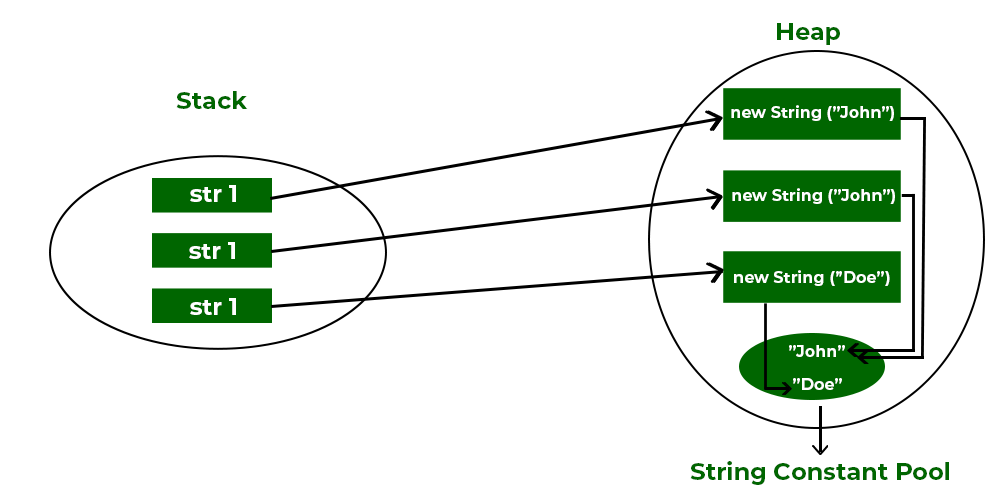 Heap
Stack
new String (”John”)
str 1
new String (”John”)
str 1
new String (”Doe”)
str 1
”John”
”Doe”
String Constant Pool